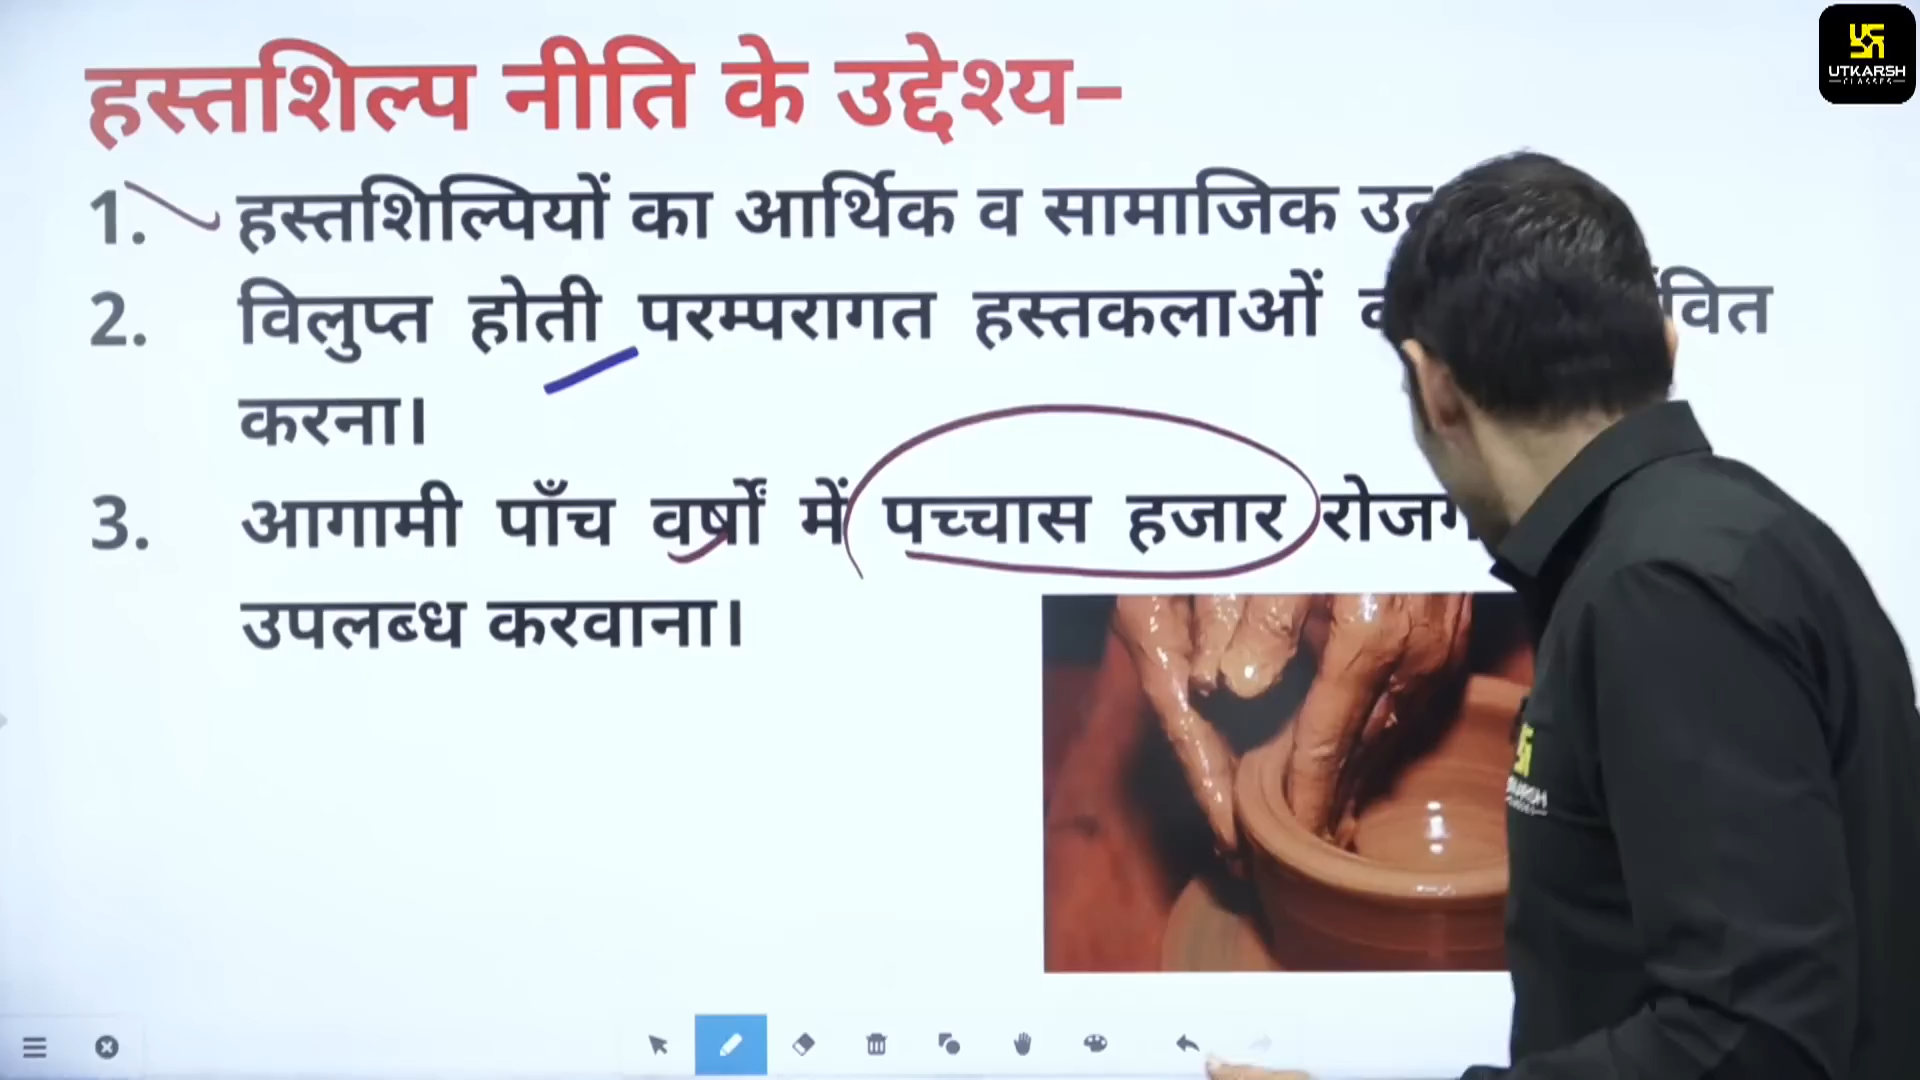 हस्तशिल्प नीति के उद्देश्य–
1. हस्तशिल्पियों का आर्थिक व सामाजिक
2. विलुप्त होती परम्परागत हस्तकलाओं
करना।
3. आगामी पाँच वर्षों में पच्चास हजार
उपलब्ध करवाना।
UTKARSH
CLASSES